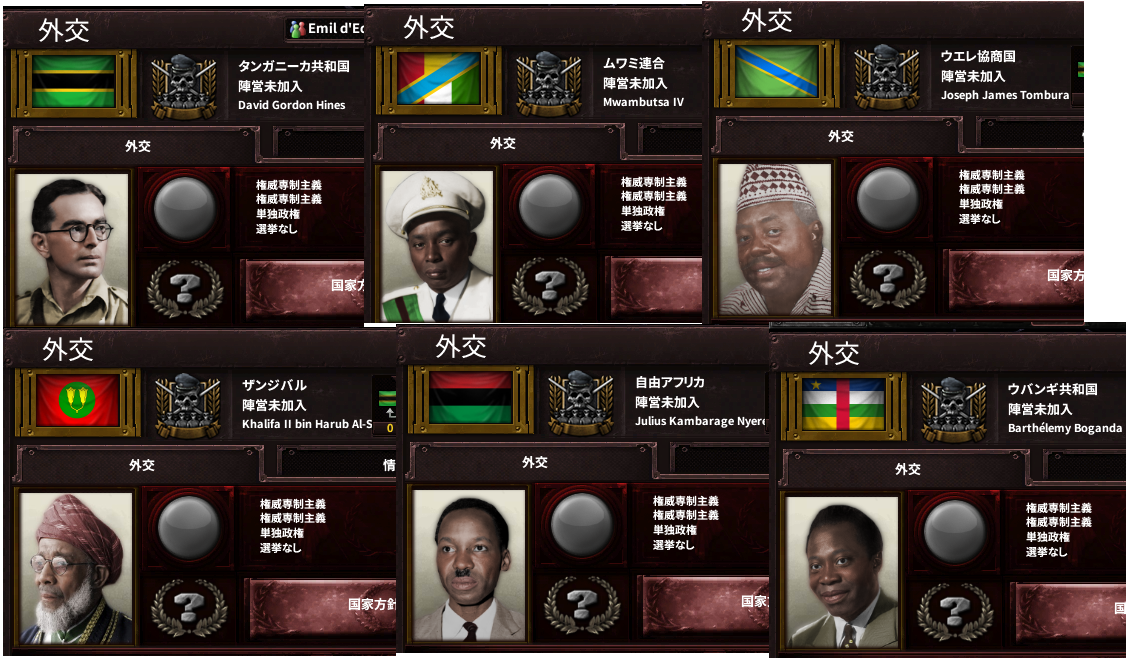 外交
Emil d'E
タンガニーカ共和国
陣営未加入
David Gordon Hines
外交
権威専制主義
権威専制主義
単独政権
選挙なし
国家方
外交
ムワミ連合
陣営未加入
Mwambutsa IV
外交
権威専制主義
権威専制主義
単独政権
選挙なし
外交
ウエレ協商国
陣営未加入
Joseph James Tombura
外交
権威専制主義
権威専制主義
単独政権
選挙なし
国家方
外交
ザンジバル
陣営未加入
Khalifa II bin Harub Al-S
0
外交
情
権威専制主義
権威専制主義
単独政権
選挙なし
国家方針
外交
自由アフリカ
陣営未加入
Julius Kambarage Nyere
外交
権威専制主義
権威専制主義
単独政権
選挙なし
国家
外交
ウバンギ共和国
陣営未加入
Barthélemy Boganda
外交
権威専制主義
権威専制主義
単独政権
選挙なし
国